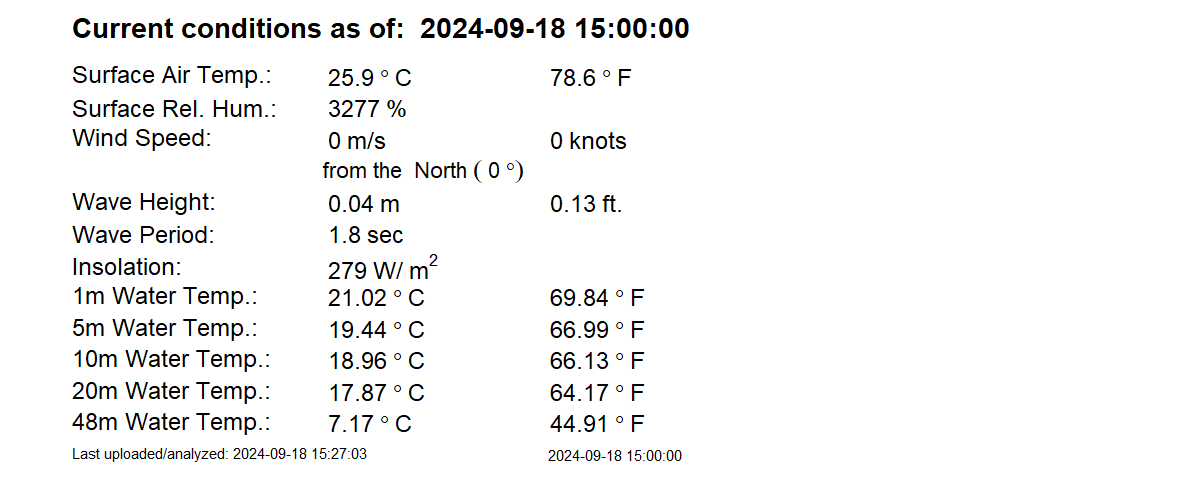 Current conditions as of: 2024-09-18 15:00:00
Surface Air Temp.: 25.9 ° C 78.6 ° F
Surface Rel. Hum.: 3277 %
Wind Speed: 0 m/s 0 knots
from the North ( 0 °)
Wave Height: 0.04 m 0.13 ft.
Wave Period: 1.8 sec
Insolation: 279 W/ m²
1m Water Temp.: 21.02 ° C 69.84 ° F
5m Water Temp.: 19.44 ° C 66.99 ° F
10m Water Temp.: 18.96 ° C 66.13 ° F
20m Water Temp.: 17.87 ° C 64.17 ° F
48m Water Temp.: 7.17 ° C 44.91 ° F
Last uploaded/analyzed: 2024-09-18 15:27:03 2024-09-18 15:00:00